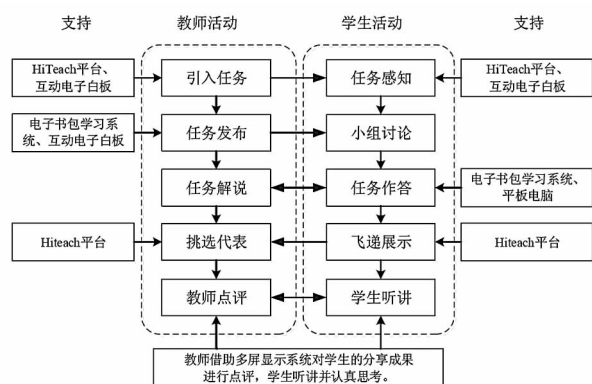 支持
教师活动
学生活动
支持
HiTeach平台、
互动电子白板
引入任务
任务感知
HiTeach平台、
互动电子白板
电子书包学习系
统、互动电子白板
任务发布
小组讨论
任务解说
任务作答
电子书包学习系统、
平板电脑
Hiteach平台
挑选代表
飞递展示
Hiteach平台
教师点评
学生听讲
教师借助多屏显示系统对学生的分享成果
进行点评，学生听讲并认真思考。